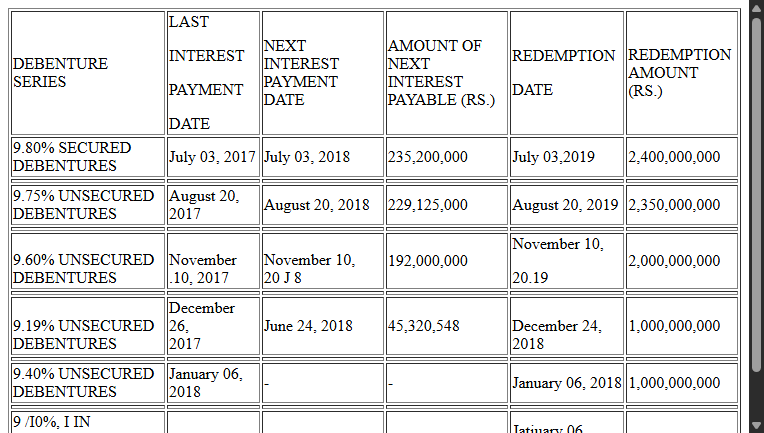 DEBENTURE
SERIES
LAST
INTEREST
PAYMENT
DATE
NEXT
INTEREST
PAYMENT
DATE
AMOUNT OF
NEXT
INTEREST
PAYABLE (RS.)
REDEMPTION
DATE
REDEMPTION
AMOUNT
(RS.)
9.80% SECURED
DEBENTURES
July 03, 2017
July 03, 2018
235,200,000
July 03,2019
2,400,000,000
9.75% UNSECURED
DEBENTURES
August 20,
2017
August 20, 2018
229,125,000
August 20, 2019
2,350,000,000
9.60% UNSECURED
DEBENTURES
November
.10, 2017
November 10,
20 J 8
192,000,000
November 10,
20.19
2,000,000,000
9.19% UNSECURED
DEBENTURES
December
26,
2017
June 24, 2018
45,320,548
December 24,
2018
1,000,000,000
9.40% UNSECURED
DEBENTURES
January 06,
2018
-
-
January 06, 2018
1,000,000,000
9 /I0%, I IN
Jatiuary 06